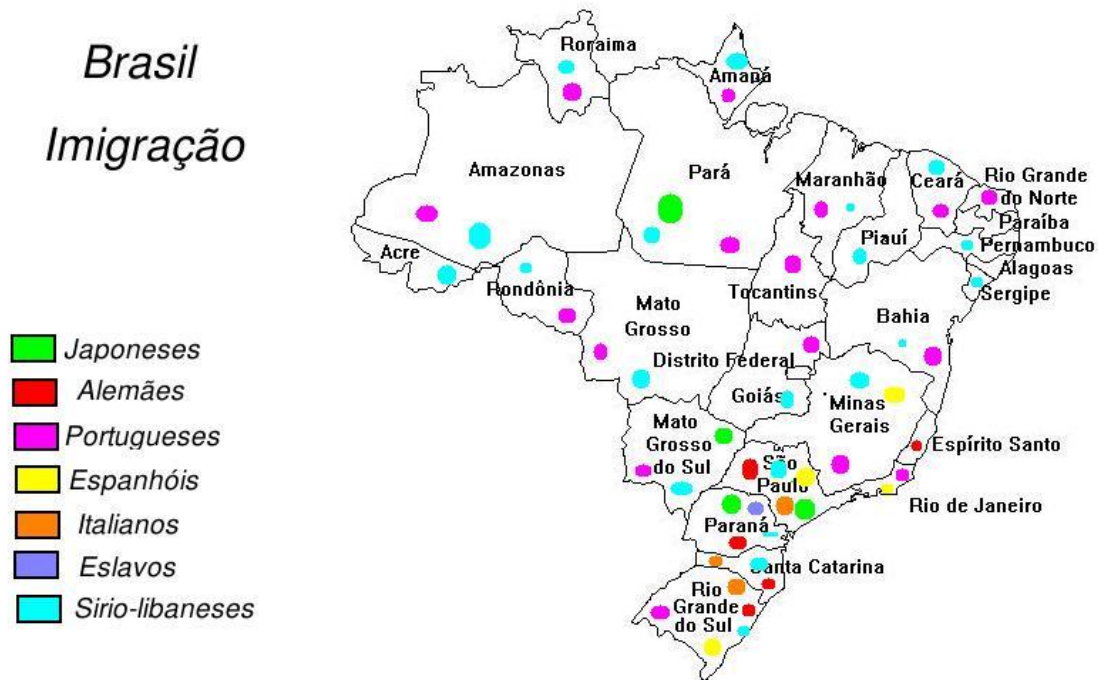 Brasil
Imigração
Roraima
Amapá
Amazonas
Pará
Maranhão
Ceará
Rio Grande
do Norte
Paraíba
Pernambuco
Alagoas
Sergipe
Piauí
Acre
Rondônia
Tocantins
Mato
Grosso
Bahia
Distrito Federal
Goiás
Minas
Gerais
Espírito Santo
Mato
Grosso
do Sul
São
Paulo
Rio de Janeiro
Paraná
Santa Catarina
Rio
Grande
do Sul
Japoneses
Alemães
Portugueses
Espanhóis
Italianos
Eslavos
Sirio-libaneses